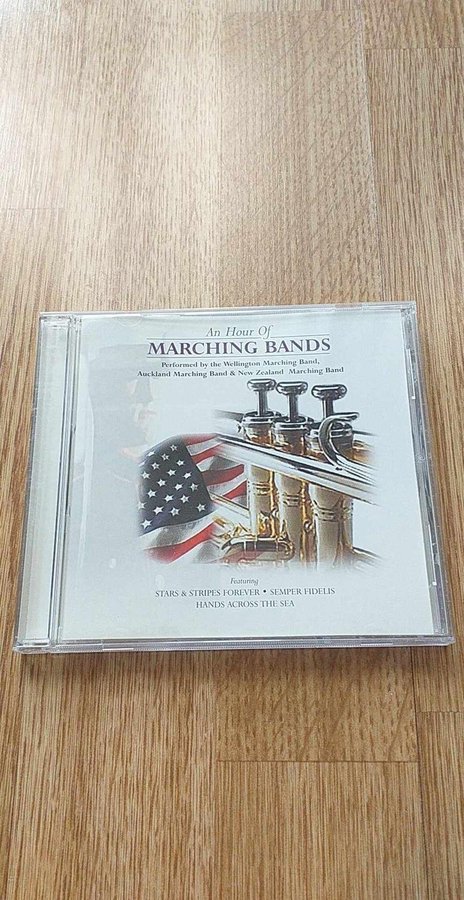 An Hour Of
MARCHING BANDS
Performed by the Wellington Marching Band,
Auckland Marching Band & New Zealand Marching Band
Featuring
STARS & STRIPES FOREVER • SEMPER FIDELIS
HANDS ACROSS THE SEA